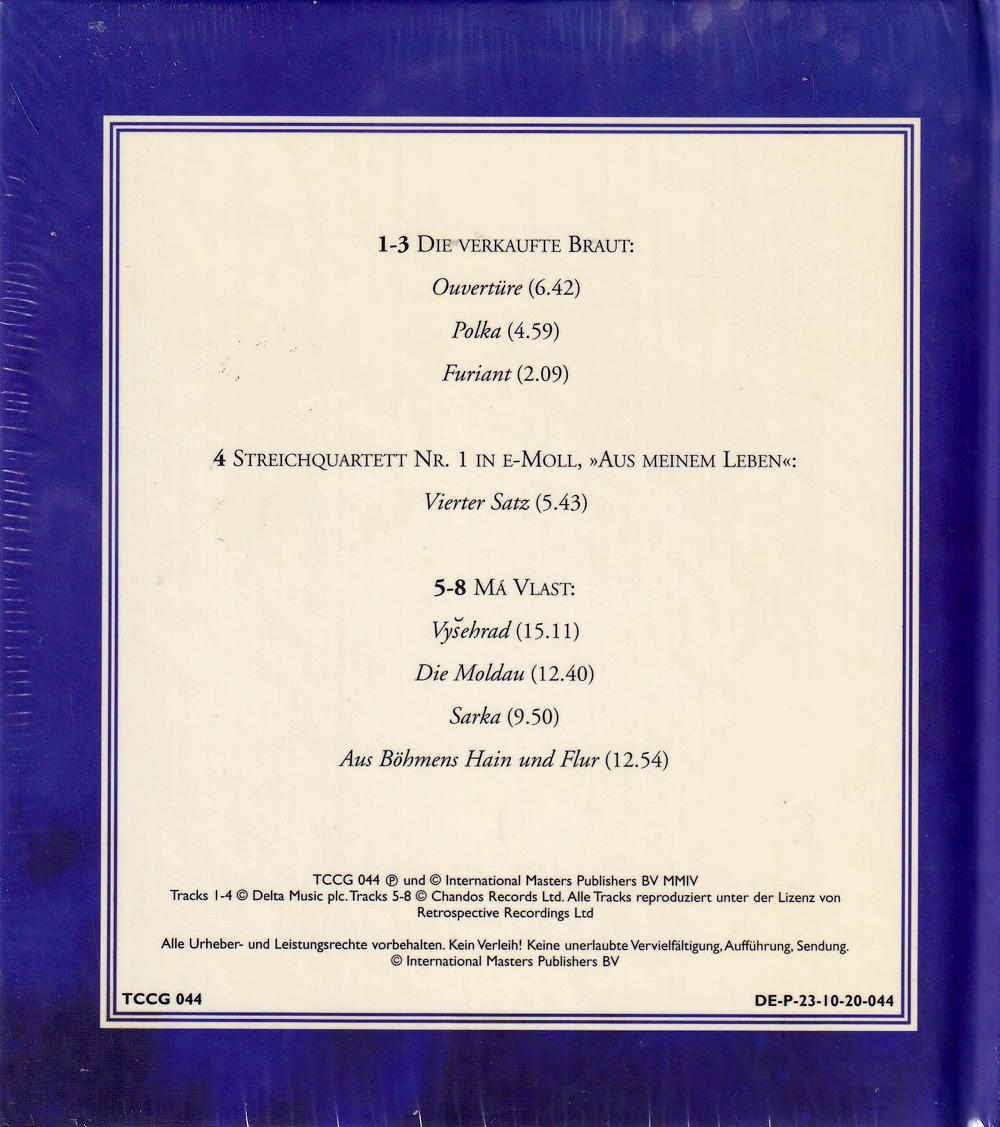 1-3 Die verkaufte Braut:
Ouvertüre (6.42)
Polka (4.59)
Furiant (2.09)
4 Streichquartett Nr. 1 in e-Moll, »Aus meinem Leben«:
Vierter Satz (5.43)
5-8 Má Vlast:
Vyšehrad (15.11)
Die Moldau (12.40)
Sarka (9.50)
Aus Böhmens Hain und Flur (12.54)
TCCG 044 ℗ und © International Masters Publishers BV MMIV
Tracks 1-4 © Delta Music plc. Tracks 5-8 © Chandos Records Ltd. Alle Tracks reproduziert unter der Lizenz von
Retrospective Recordings Ltd
Alle Urheber- und Leistungsrechte vorbehalten. Kein Verleih! Keine unerlaubte Vervielfältigung, Aufführung, Sendung.
© International Masters Publishers BV
TCCG 044
DE-P-23-10-20-044